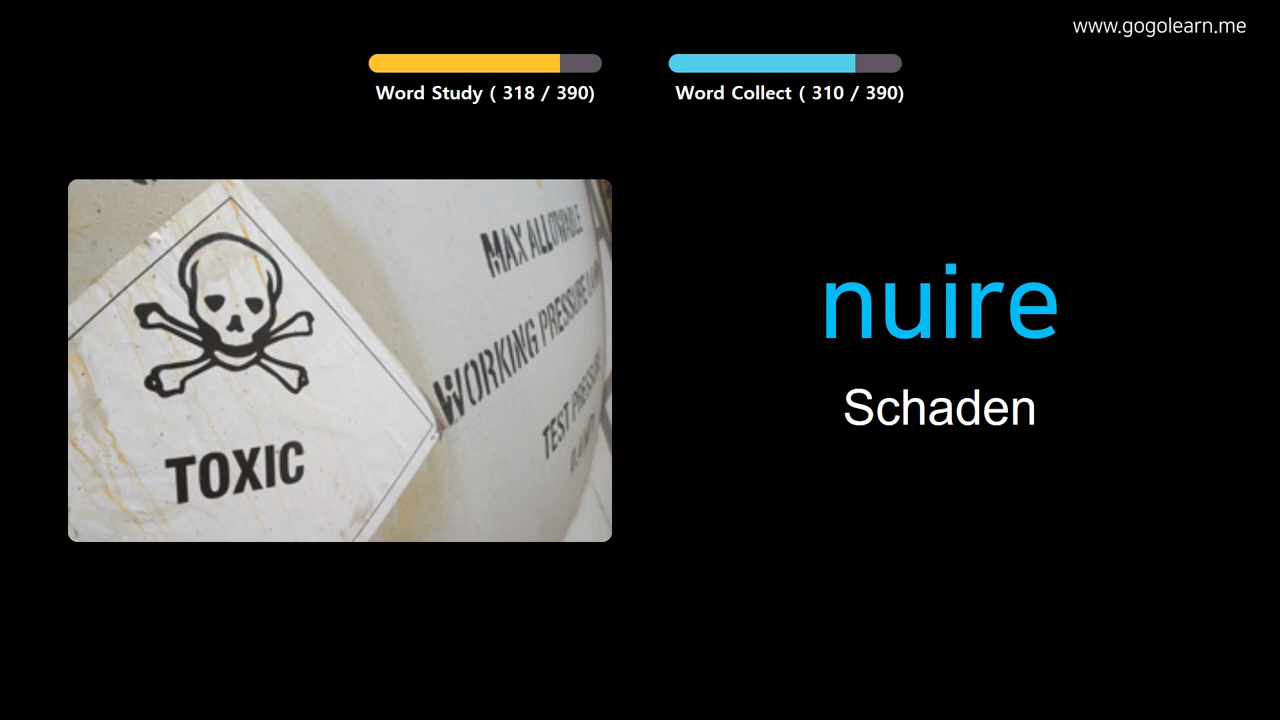 www.gogolearn.me
Word Study ( 318 / 390)
Word Collect ( 310 / 390)
MAX ALLOWABLE
WORKING PRESSURE
TEST PRESSURE
TOXIC
nuire
Schaden